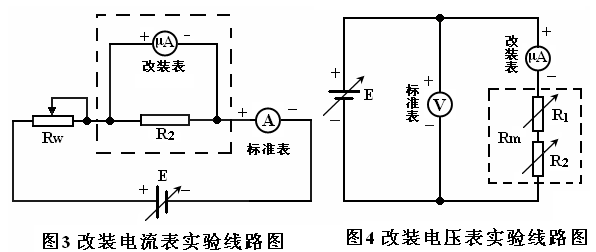 + μA -
改装表
Rw
R2
+ A -
标准表
E
+ -
图3 改装电流表实验线路图
+
E
-
+
标准表
V
-
+
改装表
μA
-
R1
Rm
R2
图4 改装电压表实验线路图